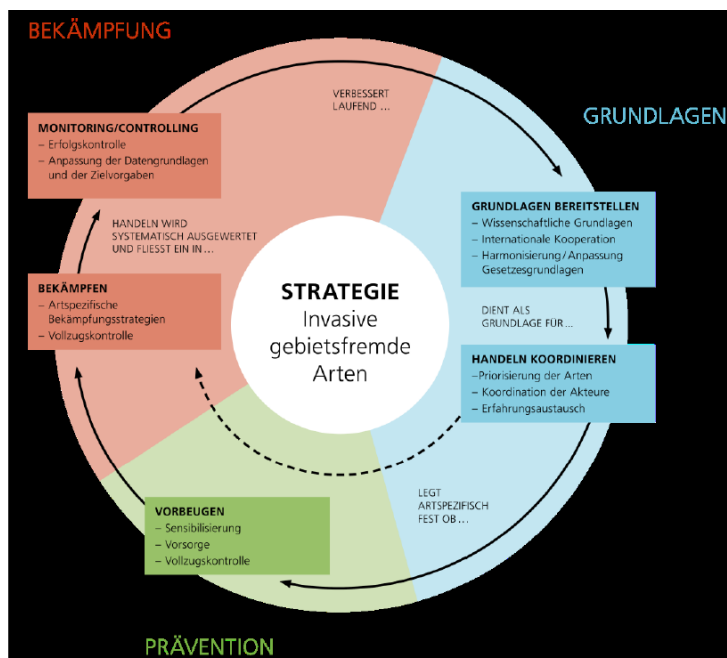 BEKÄMPFUNG
VERBESSERT
LAUFEND ...
GRUNDLAGEN
MONITORING/CONTROLLING
– Erfolgskontrolle
– Anpassung der Datengrundlagen
und der Zielvorgaben
GRUNDLAGEN BEREITSTELLEN
– Wissenschaftliche Grundlagen
– Internationale Kooperation
– Harmonisierung/Anpassung
Gesetzesgrundlagen
HANDELN WIRD
SYSTEMATISCH AUSGEWERTET
UND FLIESST EIN IN ...
BEKÄMPFEN
– Artspezifische
Bekämpfungsstrategien
– Vollzugskontrolle
STRATEGIE
Invasive
gebietsfremde
Arten
DIENT ALS
GRUNDLAGE FÜR ...
HANDELN KOORDINIEREN
–Priorisierung der Arten
– Koordination der Akteure
– Erfahrungsaustausch
LEGT
ARTSPEZIFISCH
FEST OB ...
VORBEUGEN
– Sensibilisierung
– Vorsorge
– Vollzugskontrolle
PRÄVENTION